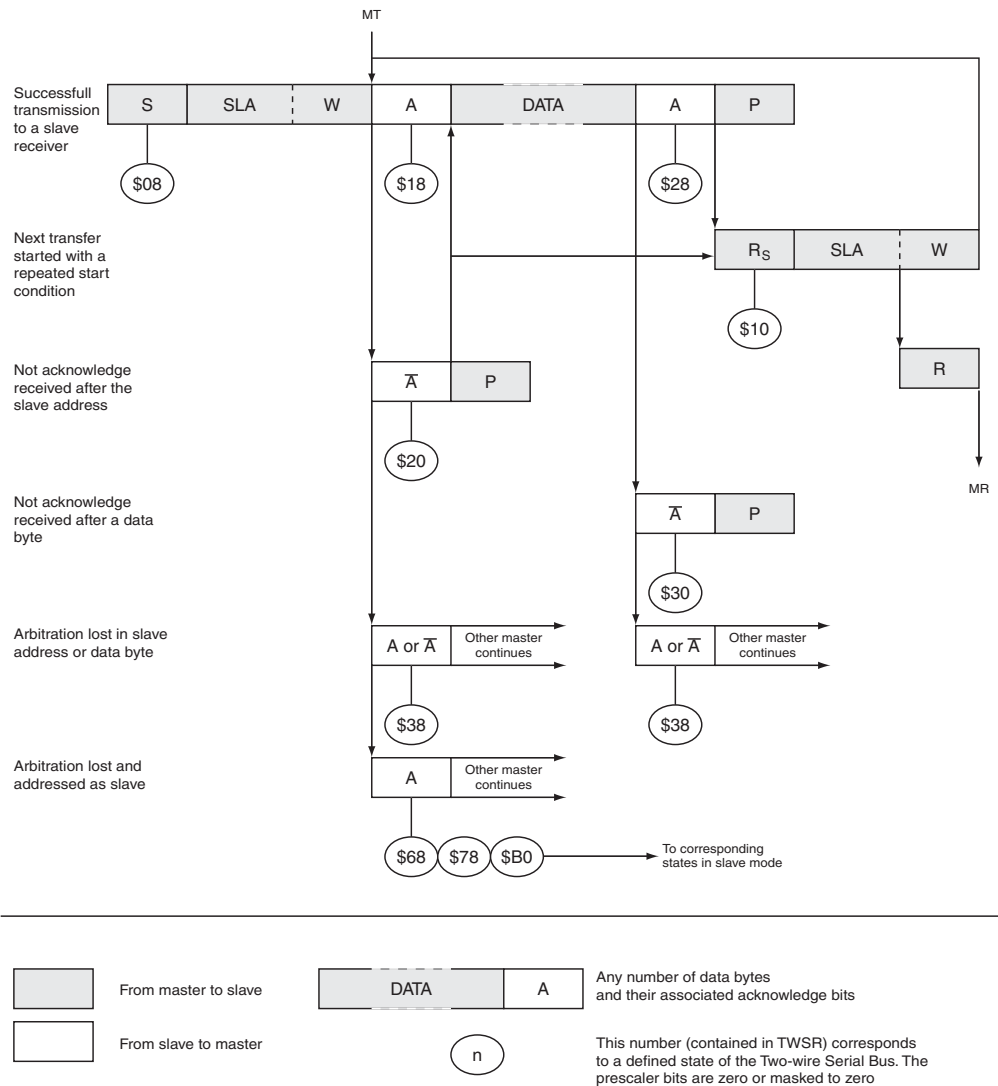 MT
Successfull
transmission
to a slave
receiver
S SLA W A DATA A P
$08 $18 $28
Next transfer
started with a
repeated start
condition
RS SLA W
$10
Not acknowledge
received after the
slave address
A̅ P
R
$20
MR
Not acknowledge
received after a data
byte
A̅ P
$30
Arbitration lost in slave
address or data byte
A or A̅ Other master
continues
A or A̅ Other master
continues
$38 $38
Arbitration lost and
addressed as slave
A Other master
continues
$68 $78 $B0 To corresponding
states in slave mode
From master to slave
DATA A Any number of data bytes
and their associated acknowledge bits
From slave to master
n This number (contained in TWSR) corresponds
to a defined state of the Two-wire Serial Bus. The
prescaler bits are zero or masked to zero